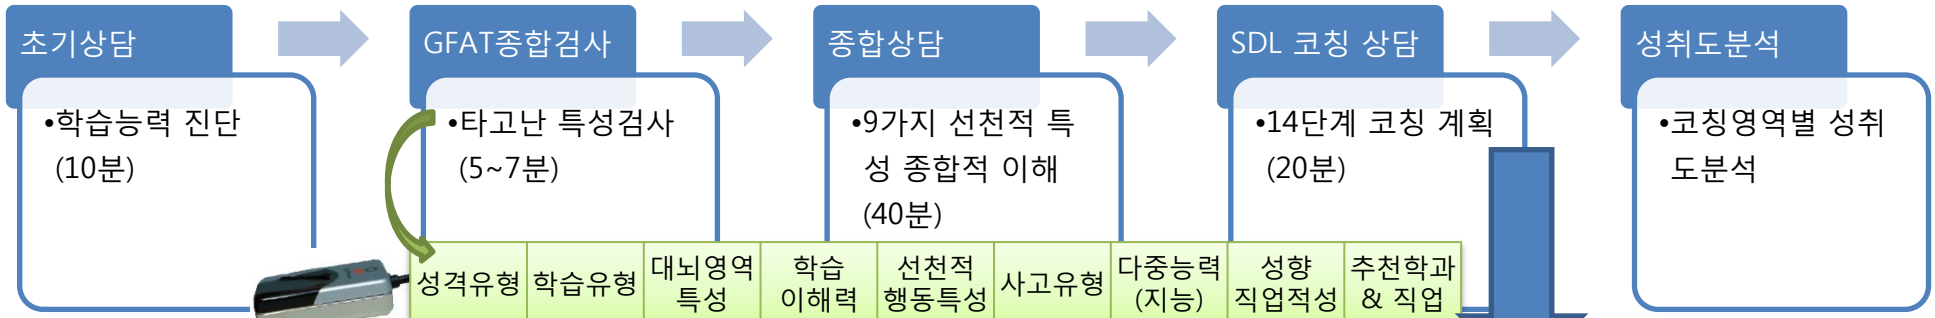 초기상담
•학습능력 진단
(10분)
GFAT종합검사
•타고난 특성검사
(5~7분)
종합상담
•9가지 선천적 특
성 종합적 이해
(40분)
SDL 코칭 상담
•14단계 코칭 계획
(20분)
성취도분석
•코칭영역별 성취
도분석
성격유형
학습유형
대뇌영역
특성
학습
이해력
선천적
행동특성
사고유형
다중능력
(지능)
성향
직업적성
추천학과
& 직업